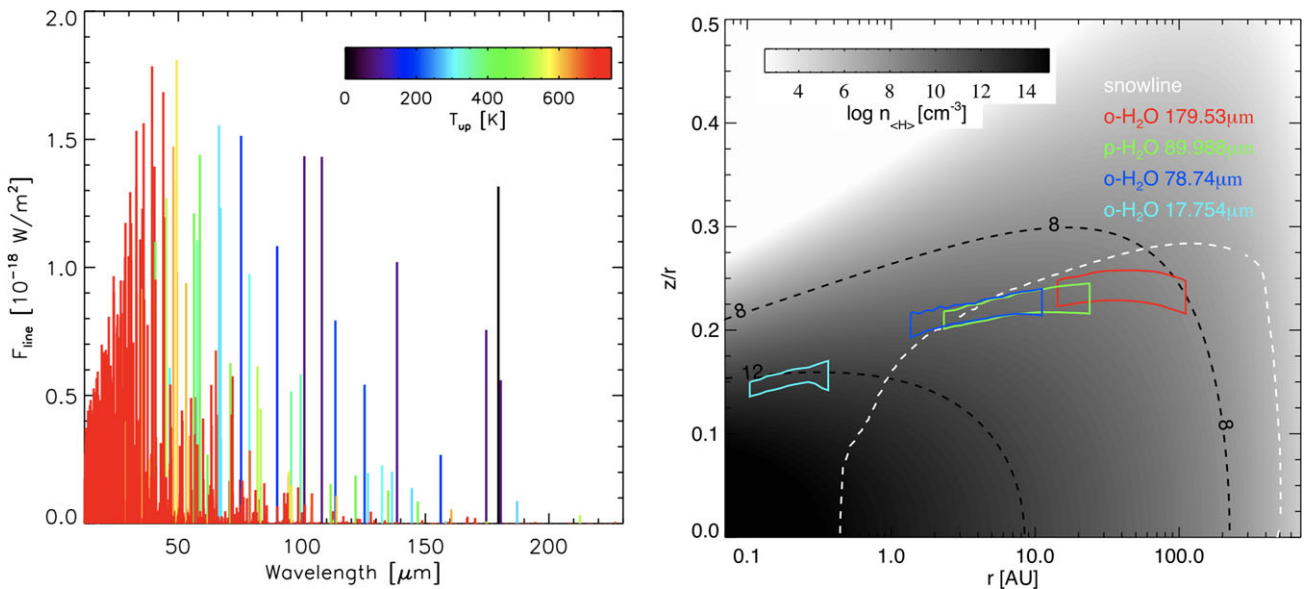 2.0
1.5
1.0
0.5
0.0
F_line [10^-18 W/m^2]
0 200 400 600
T_up [K]
50 100 150 200
Wavelength [μm]
0.5
0.4
0.3
0.2
0.1
0.0
z/r
4 6 8 10 12 14
log n_<H> [cm^-3]
snowline
o-H₂O 179.53μm
p-H₂O 89.988μm
o-H₂O 78.74μm
o-H₂O 17.754μm
8
8
12
8
0.1 1.0 10.0 100.0
r [AU]